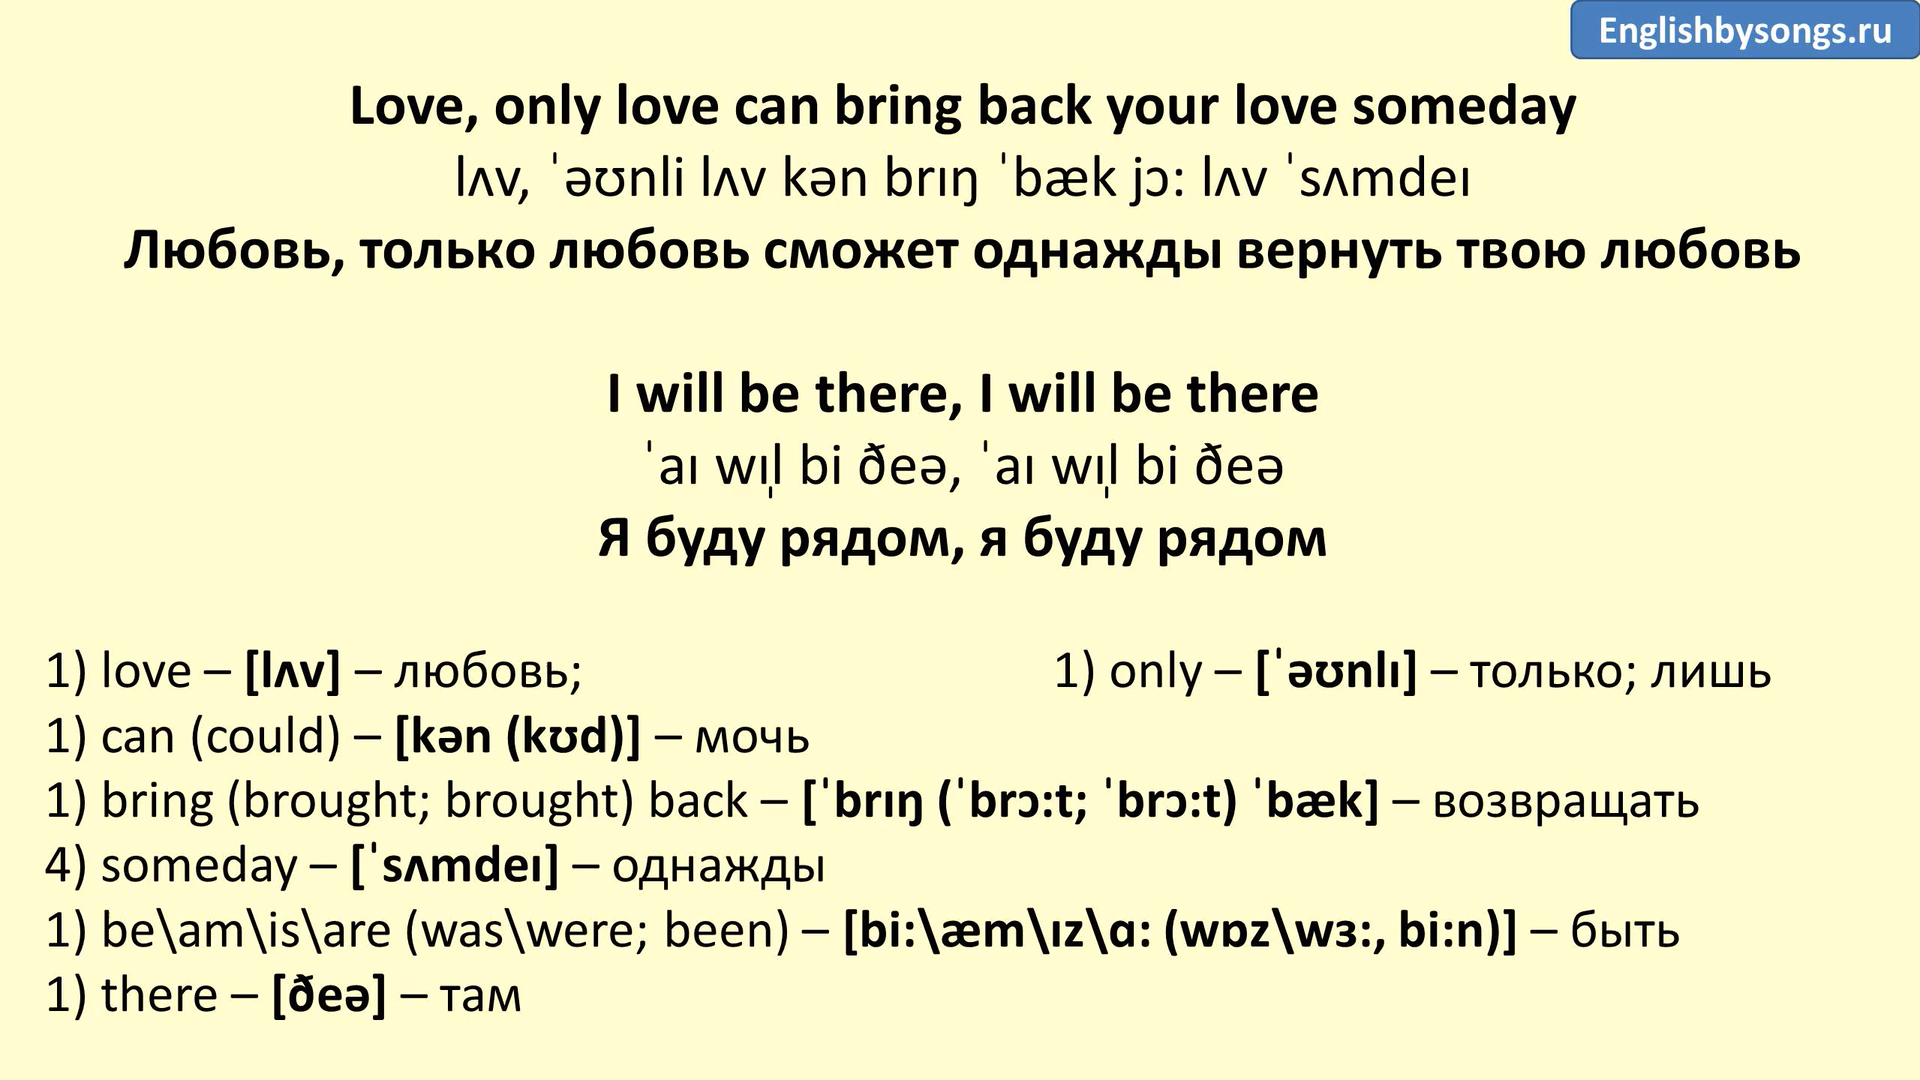 Englishbysongs.ru
Love, only love can bring back your love someday
lʌv, ˈəʊnli lʌv kən brɪŋ ˈbæk jɔː lʌv ˈsʌmdeɪ
Любовь, только любовь сможет однажды вернуть твою любовь
I will be there, I will be there
ˈaɪ wɪl̩ bi ðeə, ˈaɪ wɪl̩ bi ðeə
Я буду рядом, я буду рядом
1) love – [lʌv] – любовь; 1) only – [ˈəʊnlɪ] – только; лишь
1) can (could) – [kən (kʊd)] – мочь
1) bring (brought; brought) back – [ˈbrɪŋ (ˈbrɔ:t; ˈbrɔ:t) ˈbæk] – возвращать
4) someday – [ˈsʌmdeɪ] – однажды
1) be\am\is\are (was\were; been) – [bi:\æm\ɪz\ɑ: (wɒz\wɜ:, bi:n)] – быть
1) there – [ðeə] – там